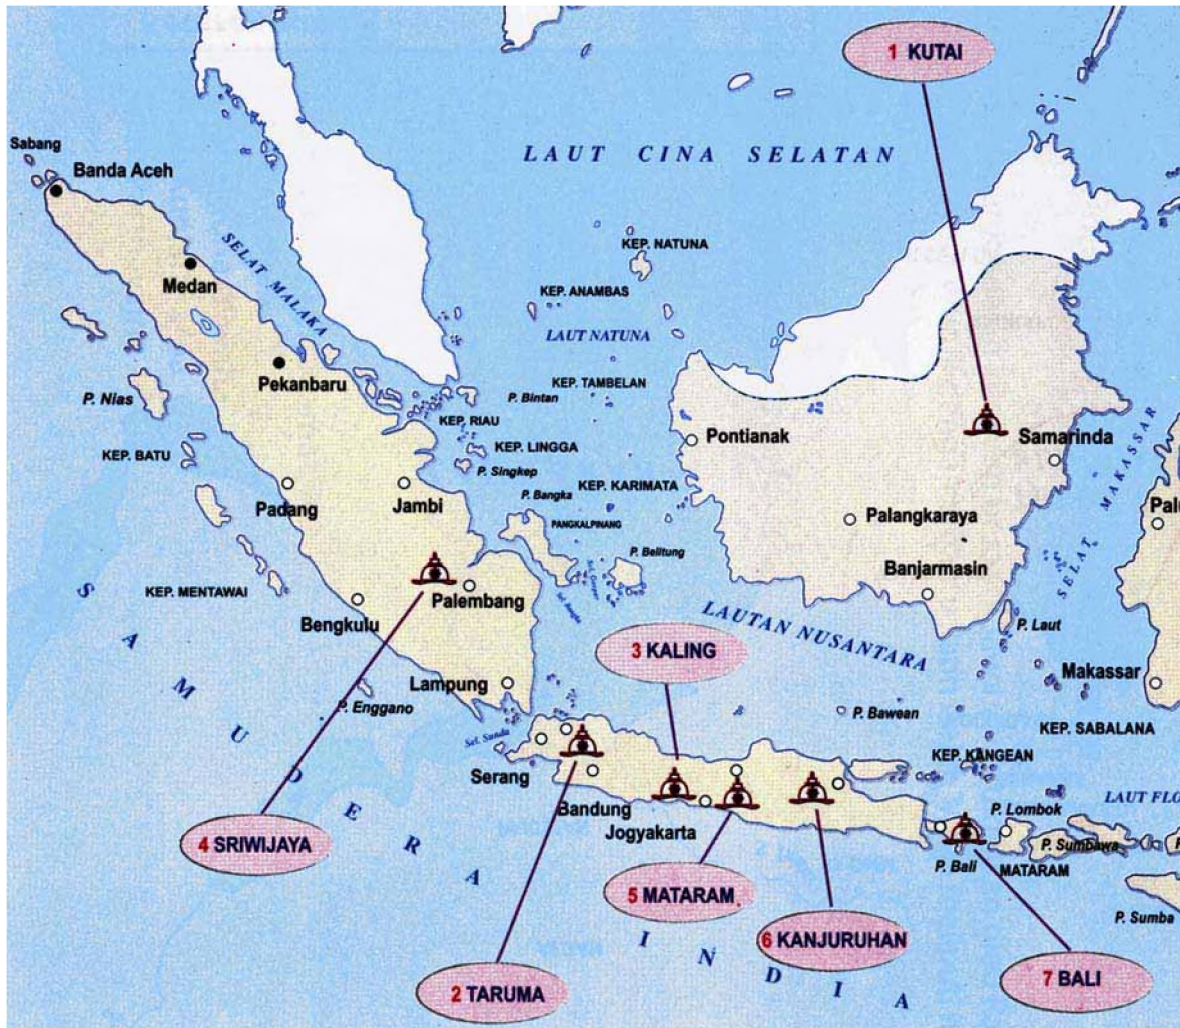 1 KUTAI
LAUT CINA SELATAN
Sabang
Banda Aceh
SELAT MALAKA
KEP. NATUNA
Medan
KEP. ANAMBAS
LAUT NATUNA
Pekanbaru
KEP. TAMBELAN
P. Nias
P. Bintan
KEP. RIAU
Pontianak
Samarinda
KEP. BATU
KEP. LINGGA
P. Singkep
KEP. KARIMATA
SELAT MAKASSAR
P. Bangka
Padang
Jambi
PANGKALPINANG
Palangkaraya
P. Belitung
Banjarmasin
KEP. MENTAWAI
Palembang
Bengkulu
LAUTAN NUSANTARA
P. Laut
3 KALING
Makassar
Lampung
P. Enggano
P. Bawean
KEP. SABALANA
Sel. Sunda
KEP. KANGEAN
Serang
Bandung
P. Lombok
LAUT FLO
Jogyakarta
4 SRIWIJAYA
P. Sumbawa
P. Bali
MATARAM
5 MATARAM
P. Sumba
6 KANJURUHAN
2 TARUMA
7 BALI
SAMUDERA INDIA